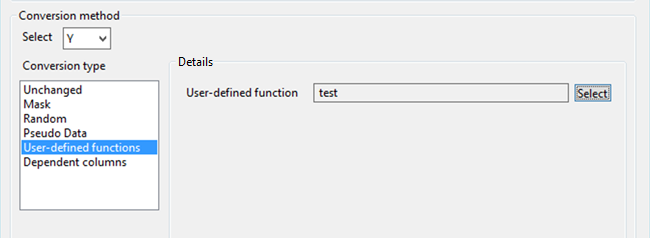 Conversion method
Select Y
Conversion type
Unchanged
Mask
Random
Pseudo Data
User-defined functions
Dependent columns
Details
User-defined function test Select